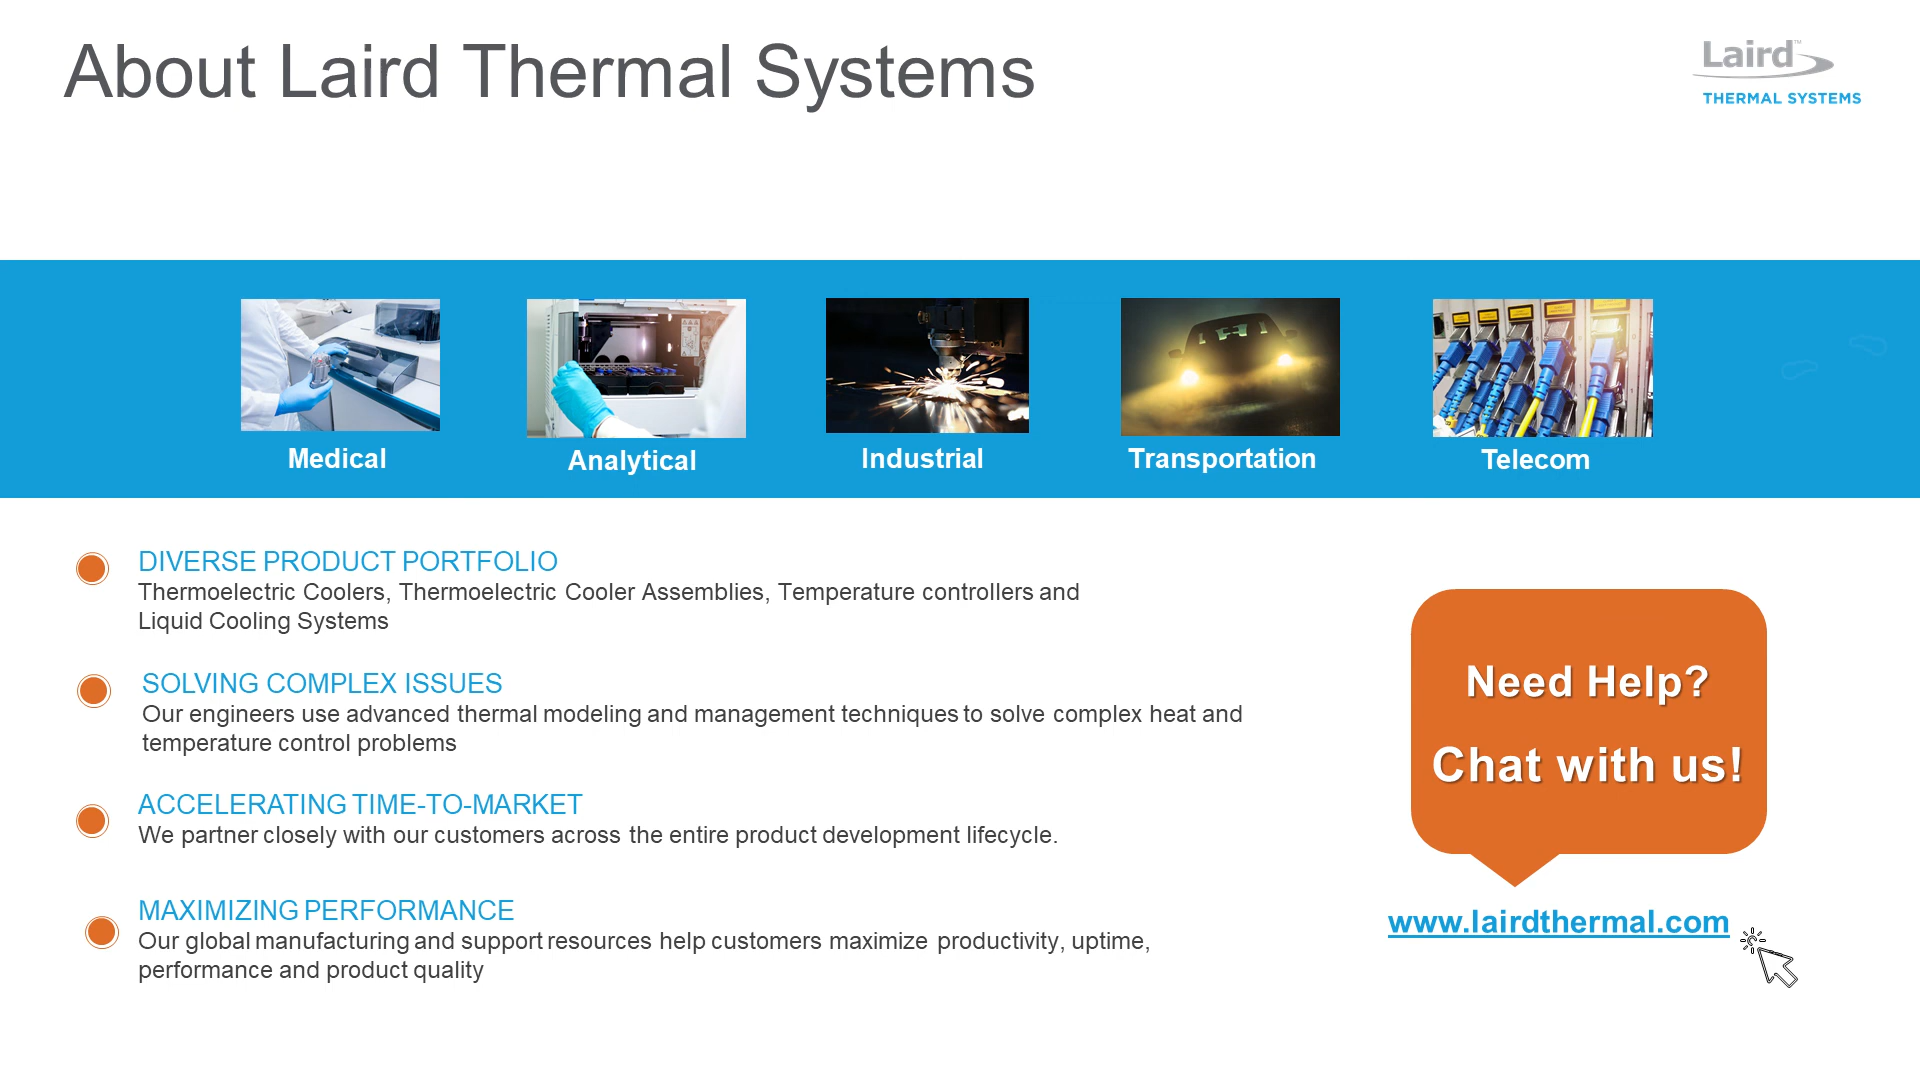 About Laird Thermal Systems
Laird™
THERMAL SYSTEMS
Medical
Analytical
Industrial
Transportation
Telecom
DIVERSE PRODUCT PORTFOLIO
Thermoelectric Coolers, Thermoelectric Cooler Assemblies, Temperature controllers and
Liquid Cooling Systems
SOLVING COMPLEX ISSUES
Our engineers use advanced thermal modeling and management techniques to solve complex heat and
temperature control problems
ACCELERATING TIME-TO-MARKET
We partner closely with our customers across the entire product development lifecycle.
MAXIMIZING PERFORMANCE
Our global manufacturing and support resources help customers maximize productivity, uptime,
performance and product quality
Need Help?
Chat with us!
www.lairdthermal.com